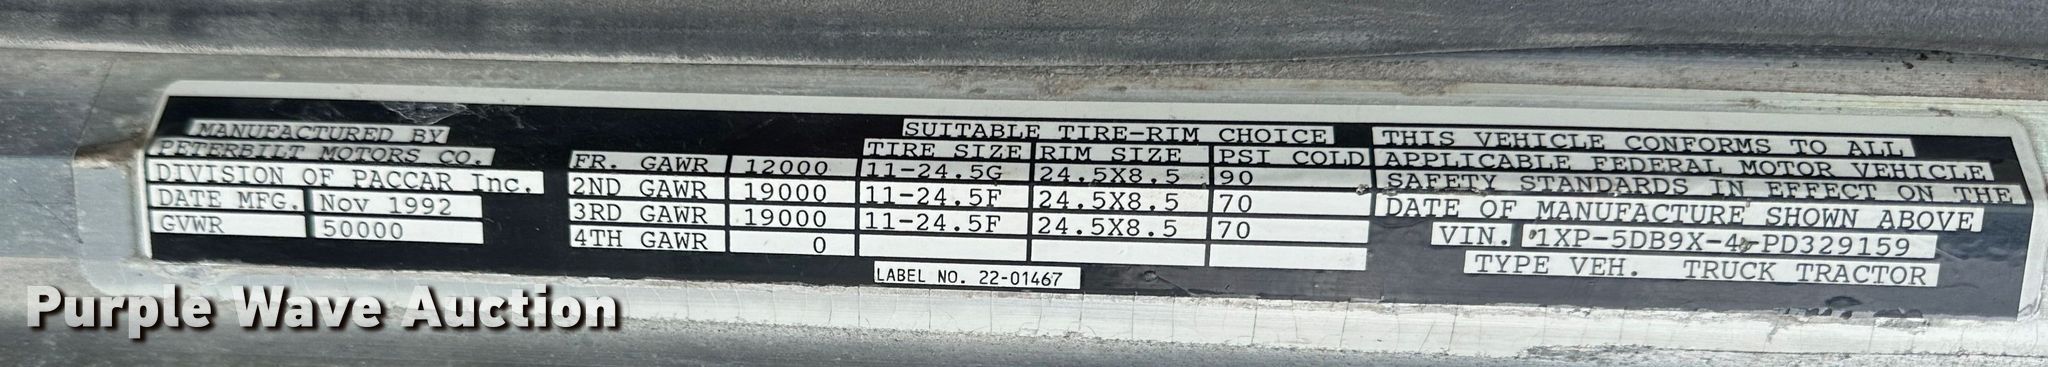 MANUFACTURED BY
PETERBILT MOTORS CO.
DIVISION OF PACCAR Inc.
DATE MFG. Nov 1992
GVWR 50000
SUITABLE TIRE-RIM CHOICE
TIRE SIZE RIM SIZE PSI COLD
FR. GAWR 12000 11-24.5G 24.5X8.5 90
2ND GAWR 19000 11-24.5F 24.5X8.5 70
3RD GAWR 19000 11-24.5F 24.5X8.5 70
4TH GAWR 0
LABEL NO. 22-01467
THIS VEHICLE CONFORMS TO ALL
APPLICABLE FEDERAL MOTOR VEHICLE
SAFETY STANDARDS IN EFFECT ON THE
DATE OF MANUFACTURE SHOWN ABOVE
VIN. 1XP-5DB9X-4-PD329159
TYPE VEH. TRUCK TRACTOR
Purple Wave Auction